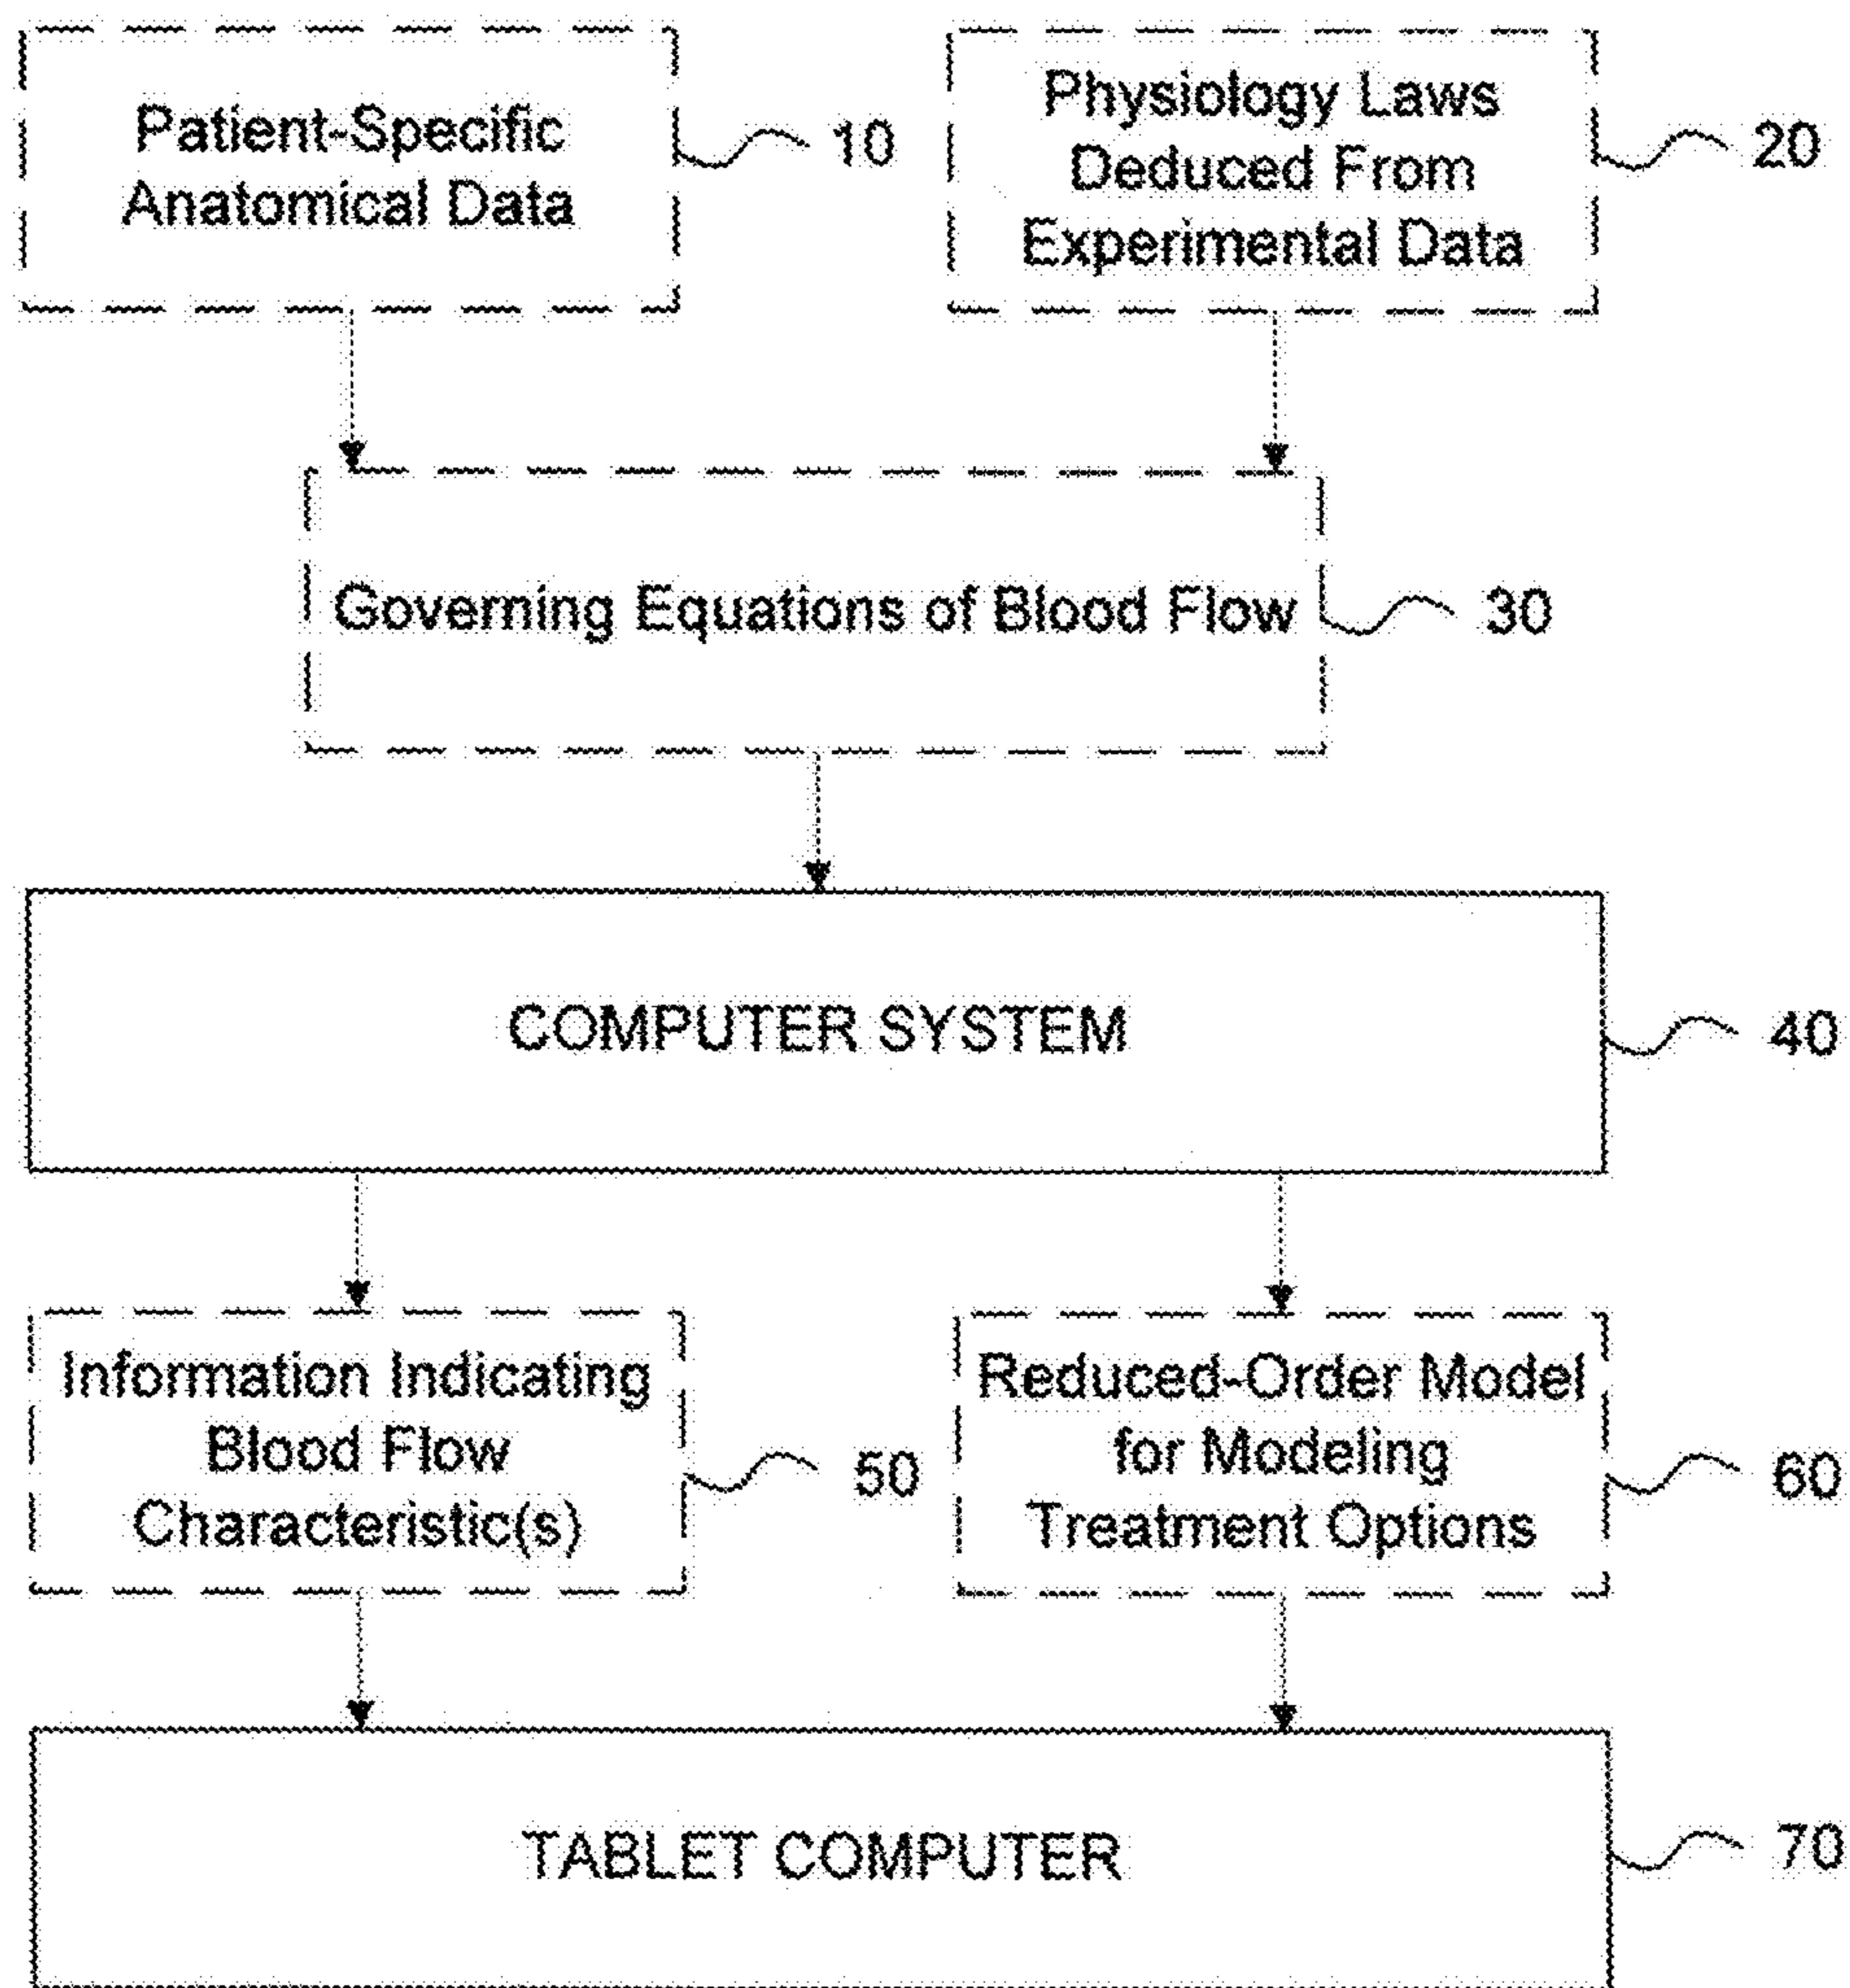 Patient-Specific
Anatomical Data
10
Physiology Laws
Deduced From
Experimental Data
20
Governing Equations of Blood Flow
30
COMPUTER SYSTEM
40
Information Indicating
Blood Flow
Characteristic(s)
50
Reduced-Order Model
for Modeling
Treatment Options
60
TABLET COMPUTER
70